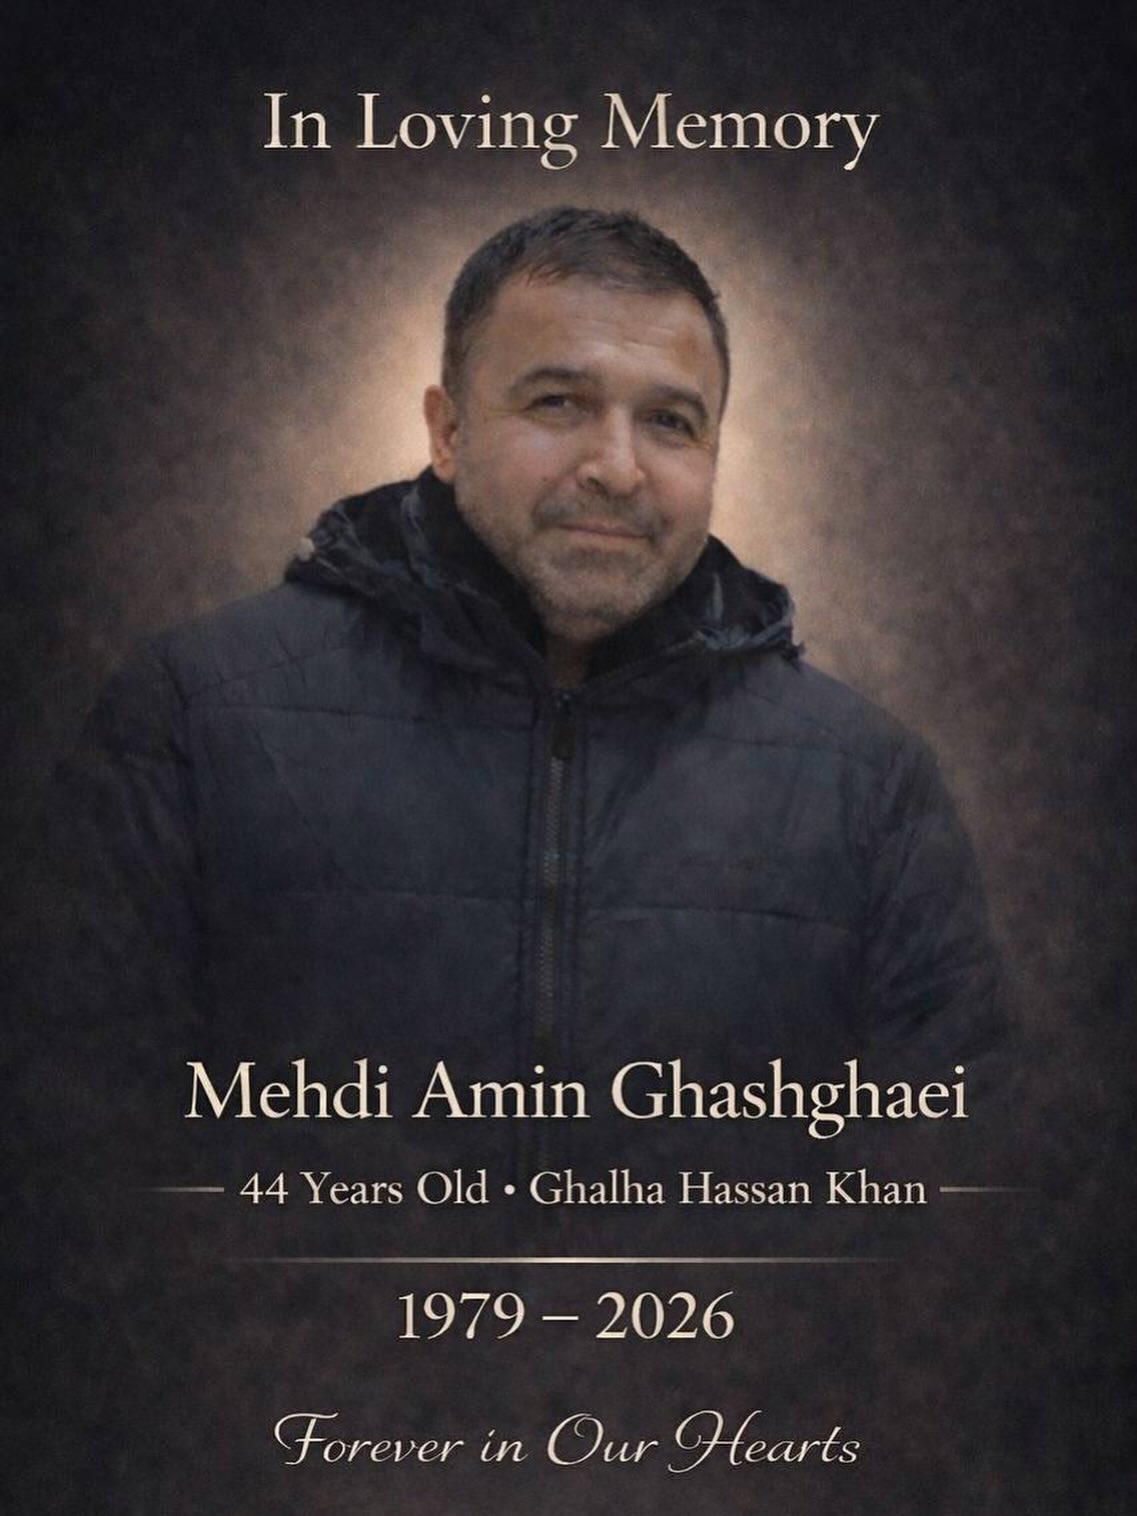 In Loving Memory
Mehdi Amin Ghashghaei
44 Years Old • Ghalha Hassan Khan
1979 – 2026
Forever in Our Hearts